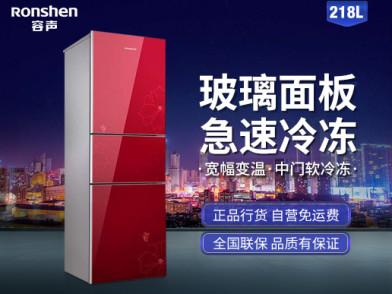 Ronshen
容声
218L
玻璃面板
急速冷冻
·宽幅变温·中门软冷冻·
正品行货 自营免运费
全国联保 品质有保证